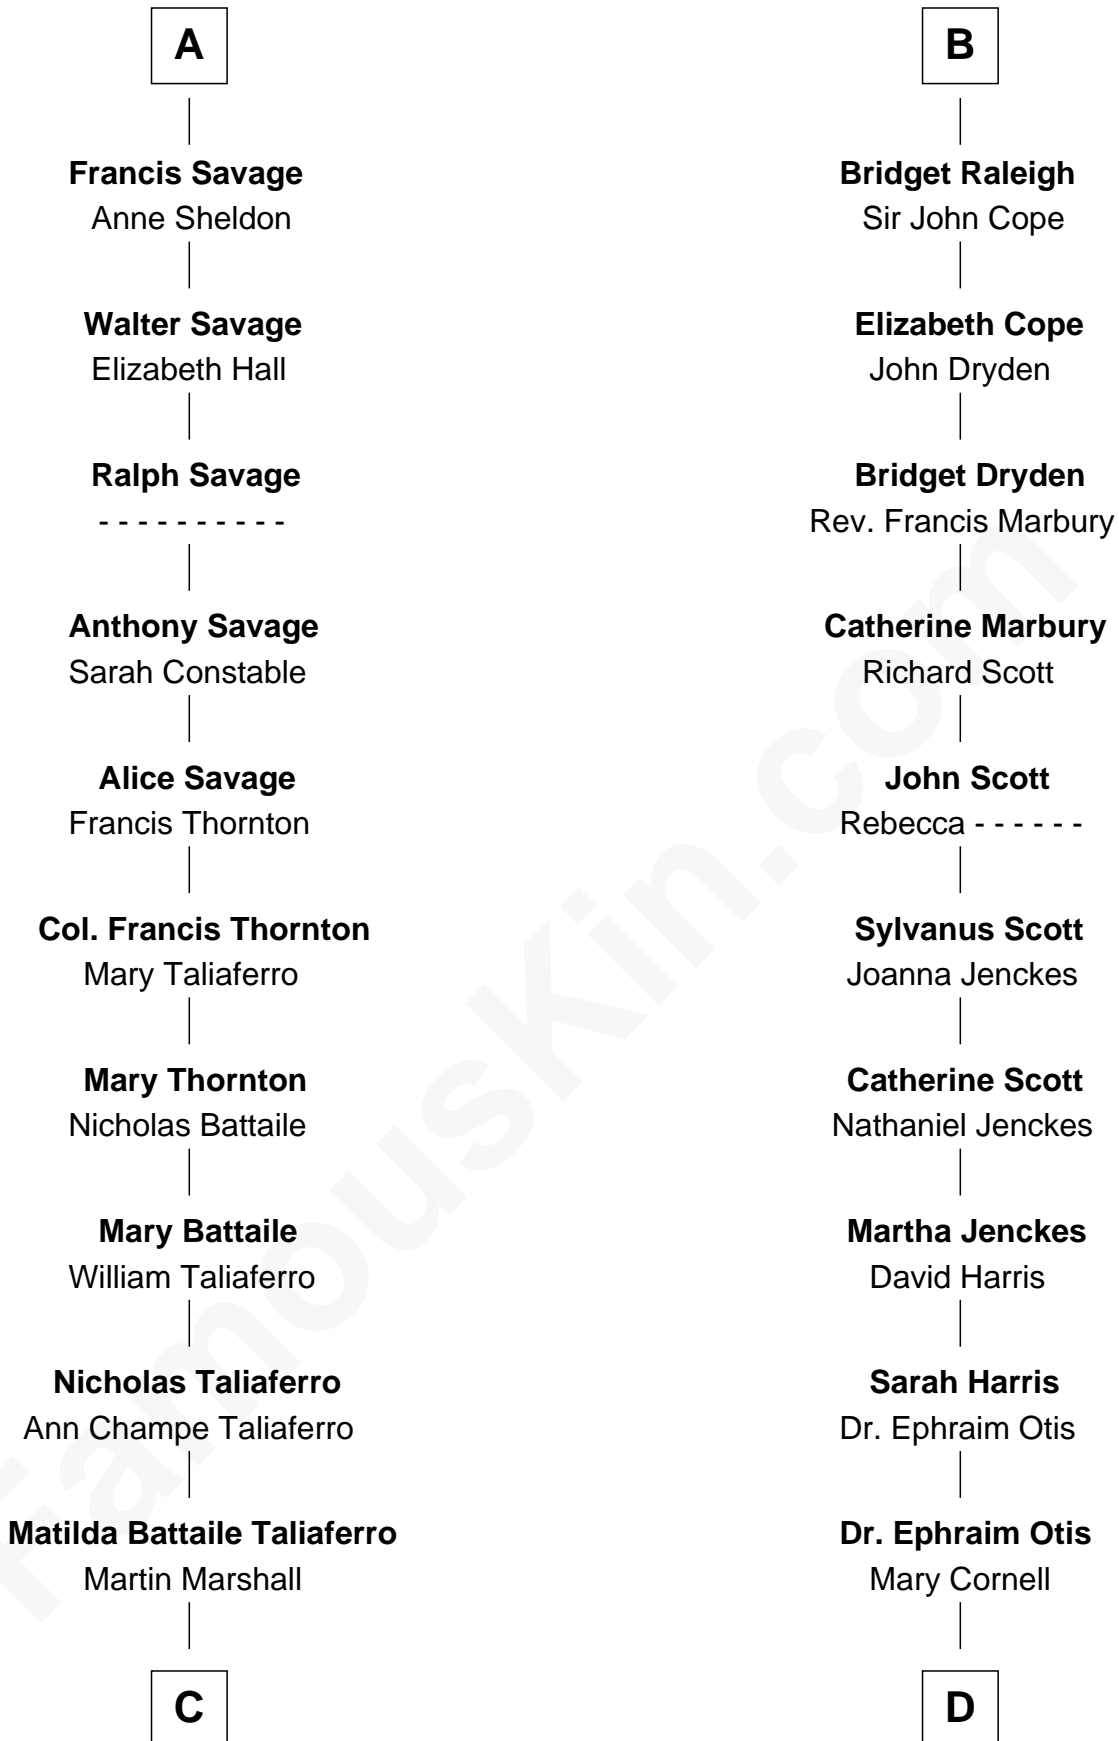 A
Francis Savage
Anne Sheldon
Walter Savage
Elizabeth Hall
Ralph Savage
- - - - - - - - - -
Anthony Savage
Sarah Constable
Alice Savage
Francis Thornton
Col. Francis Thornton
Mary Taliaferro
Mary Thornton
Nicholas Battaile
Mary Battaile
William Taliaferro
Nicholas Taliaferro
Ann Champe Taliaferro
Matilda Battaile Taliaferro
Martin Marshall
C
B
Bridget Raleigh
Sir John Cope
Elizabeth Cope
John Dryden
Bridget Dryden
Rev. Francis Marbury
Catherine Marbury
Richard Scott
John Scott
Rebecca - - - - - -
Sylvanus Scott
Joanna Jenckes
Catherine Scott
Nathaniel Jenckes
Martha Jenckes
David Harris
Sarah Harris
Dr. Ephraim Otis
Dr. Ephraim Otis
Mary Cornell
D
FamousKin.com